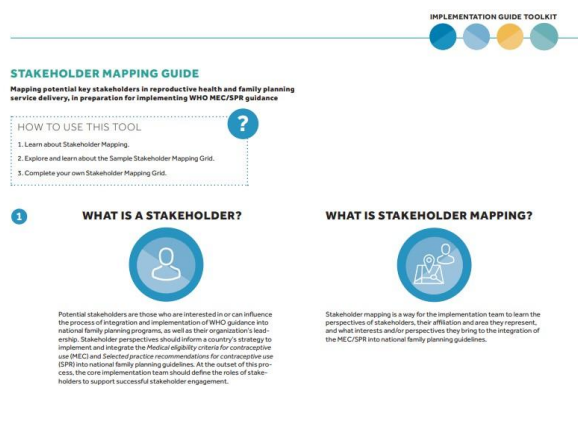 IMPLEMENTATION GUIDE TOOLKIT
STAKEHOLDER MAPPING GUIDE
Mapping potential key stakeholders in reproductive health and family planning
service delivery, in preparation for implementing WHO MEC/SPR guidance
?
HOW TO USE THIS TOOL
1. Learn about Stakeholder Mapping.
2. Explore and learn about the Sample Stakeholder Mapping Grid.
3. Complete your own Stakeholder Mapping Grid.
1
WHAT IS A STAKEHOLDER?
Potential stakeholders are those who are interested in or can influence
the process of integration and implementation of WHO guidance into
national family planning programs, as well as their organization's lead-
ership. Stakeholder perspectives should inform a country's strategy to
implement and integrate the Medical eligibility criteria for contraceptive
use (MEC) and Selected practice recommendations for contraceptive use
(SPR) into national family planning guidelines. At the outset of this pro-
cess, the core implementation team should define the roles of stake-
holders to support successful stakeholder engagement.
WHAT IS STAKEHOLDER MAPPING?
Stakeholder mapping is a way for the implementation team to learn the
perspectives of stakeholders, their affiliation and area they represent,
and what interests and/or perspectives they bring to the integration of
the MEC/SPR into national family planning guidelines.